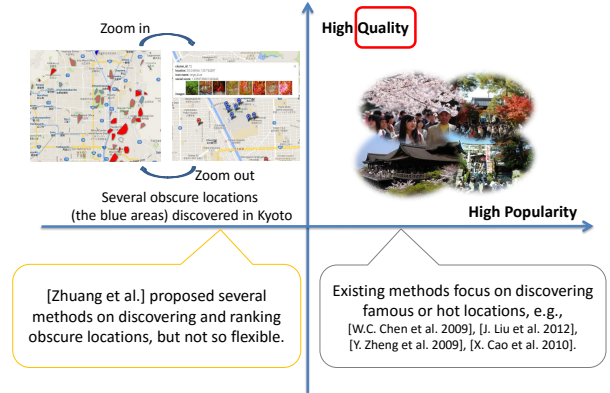 Zoom in
High Quality
Zoom out
Several obscure locations
(the blue areas) discovered in Kyoto
High Popularity
[Zhuang et al.] proposed several
methods on discovering and ranking
obscure locations, but not so flexible.
Existing methods focus on discovering
famous or hot locations, e.g.,
[W.C. Chen et al. 2009], [J. Liu et al. 2012],
[Y. Zheng et al. 2009], [X. Cao et al. 2010].